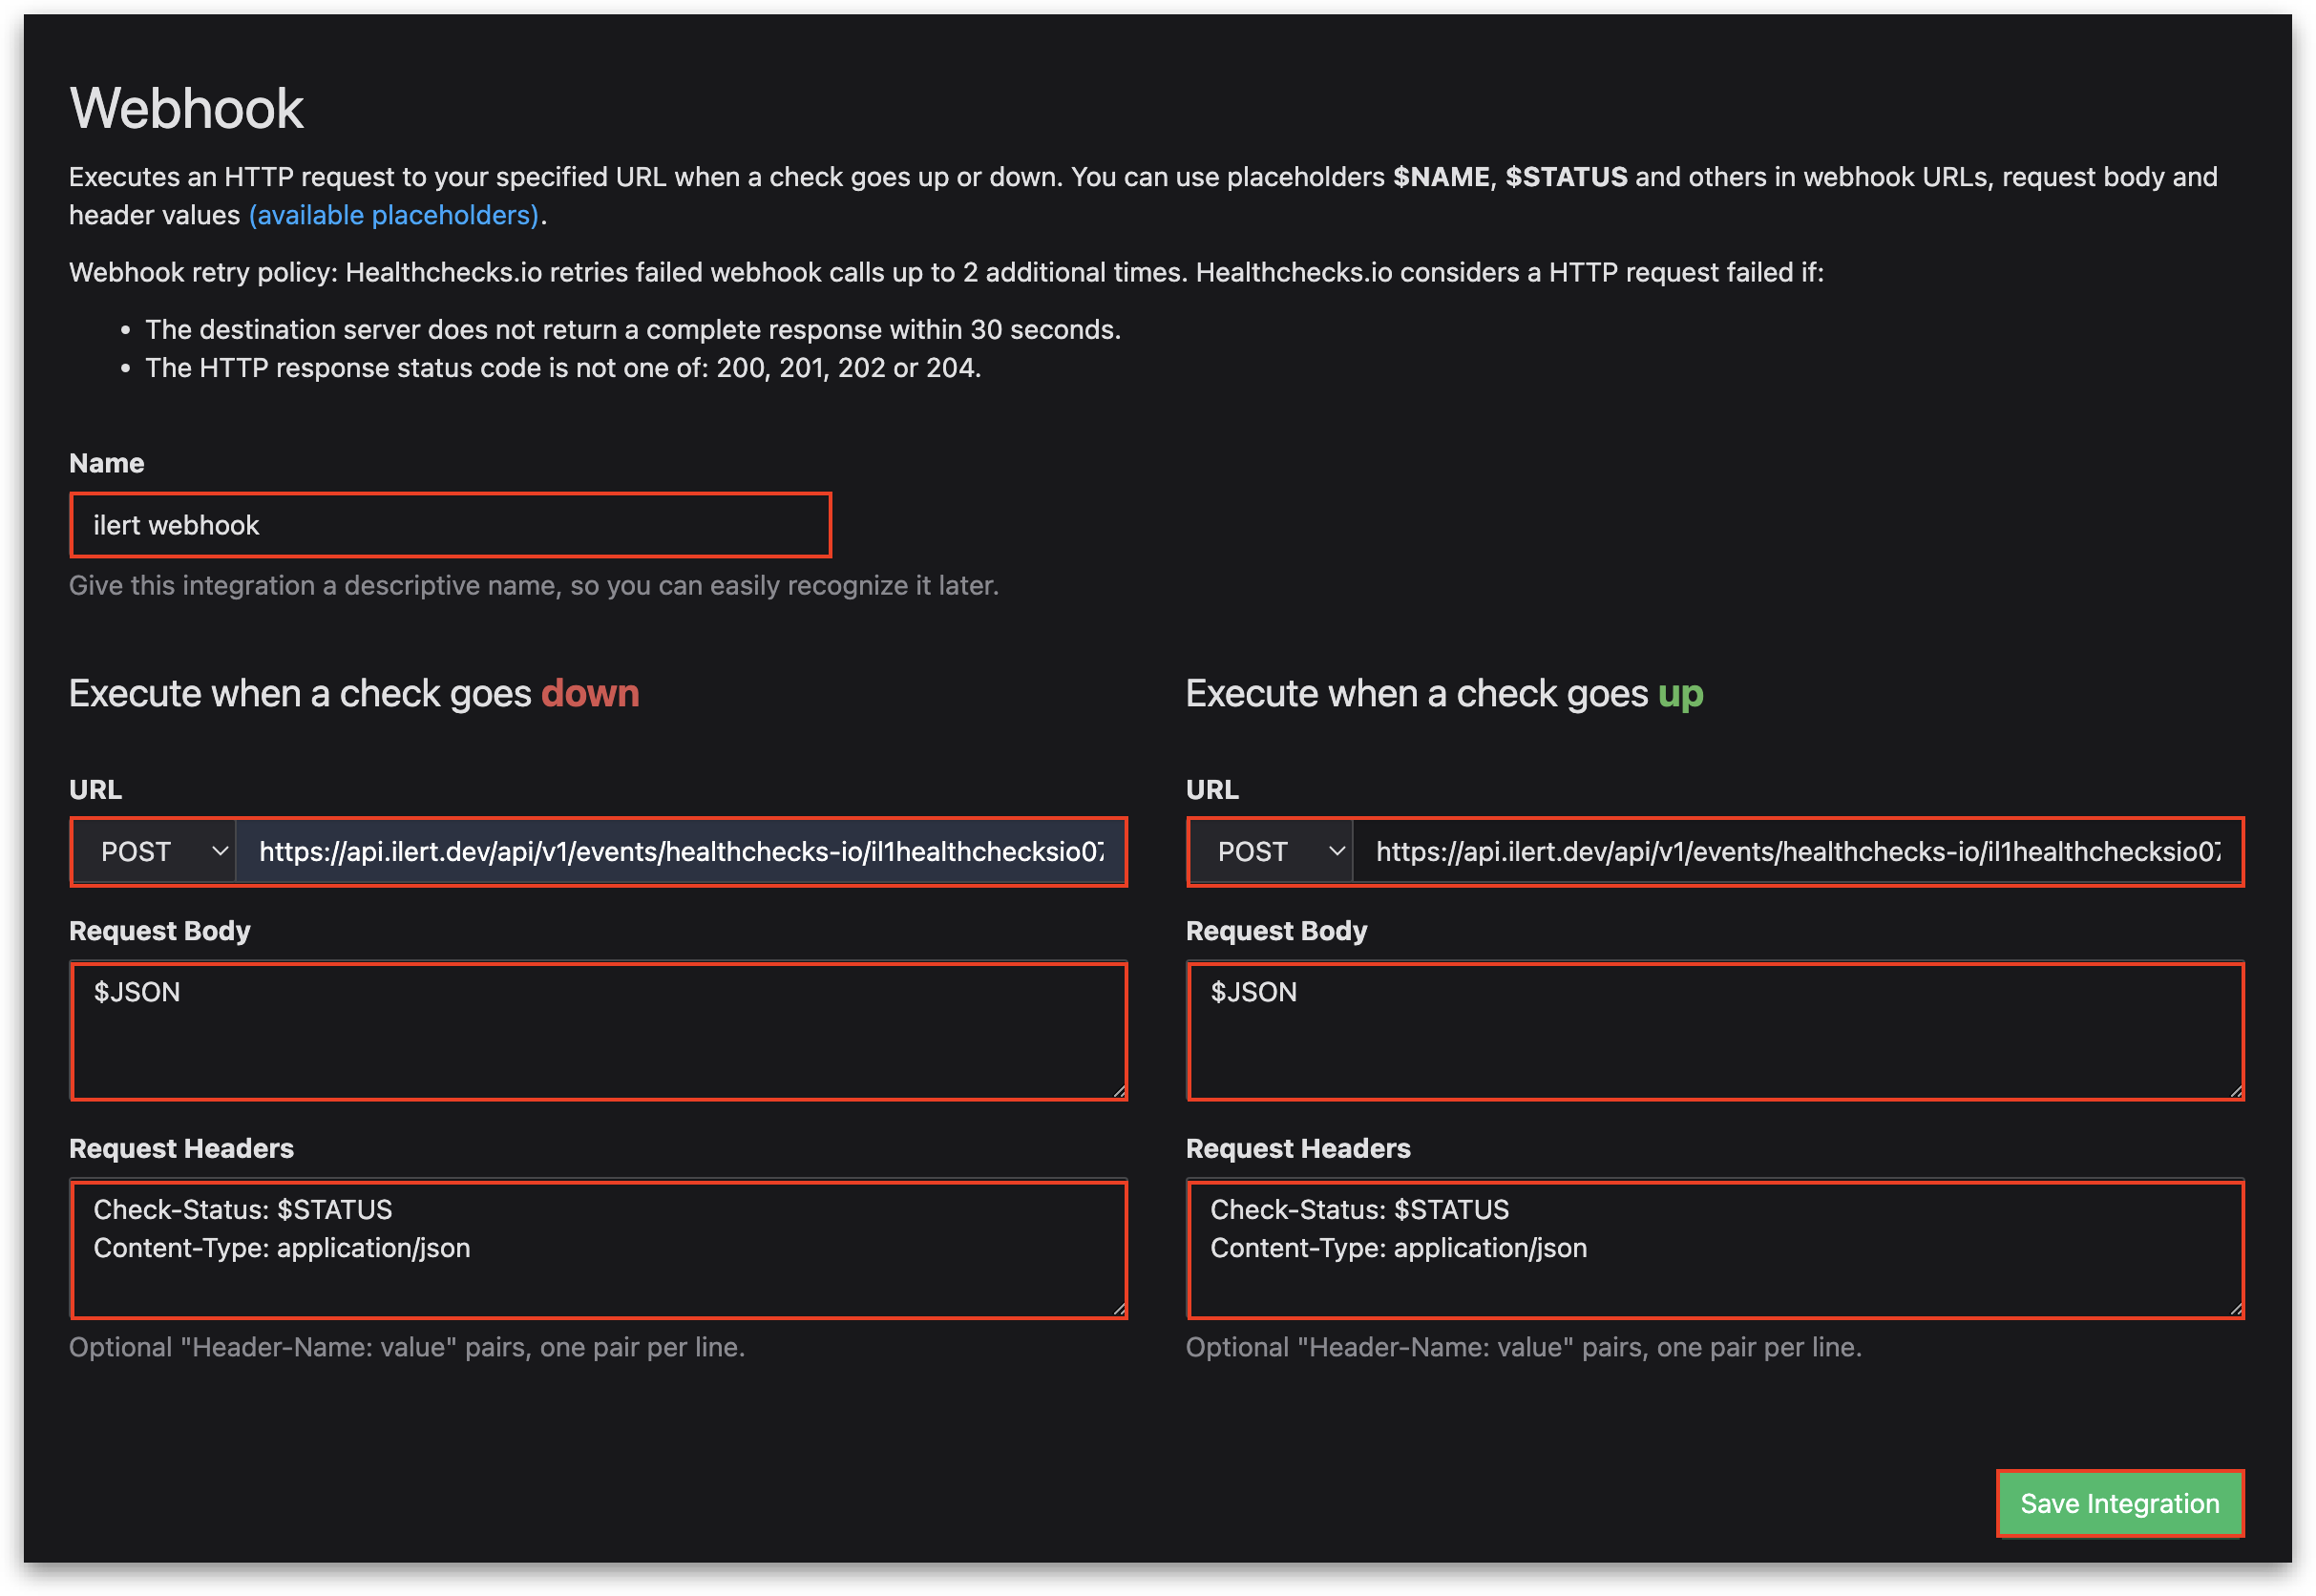 Webhook
Executes an HTTP request to your specified URL when a check goes up or down. You can use placeholders $NAME, $STATUS and others in webhook URLs, request body and
header values (available placeholders).
Webhook retry policy: Healthchecks.io retries failed webhook calls up to 2 additional times. Healthchecks.io considers a HTTP request failed if:
• The destination server does not return a complete response within 30 seconds.
• The HTTP response status code is not one of: 200, 201, 202 or 204.
Name
ilert webhook
Give this integration a descriptive name, so you can easily recognize it later.
Execute when a check goes down
URL
POST https://api.ilert.dev/api/v1/events/healthchecks-io/il1healthchecksio07
Request Body
$JSON
Request Headers
Check-Status: $STATUS
Content-Type: application/json
Optional "Header-Name: value" pairs, one pair per line.
Execute when a check goes up
URL
POST https://api.ilert.dev/api/v1/events/healthchecks-io/il1healthchecksio07
Request Body
$JSON
Request Headers
Check-Status: $STATUS
Content-Type: application/json
Optional "Header-Name: value" pairs, one pair per line.
Save Integration